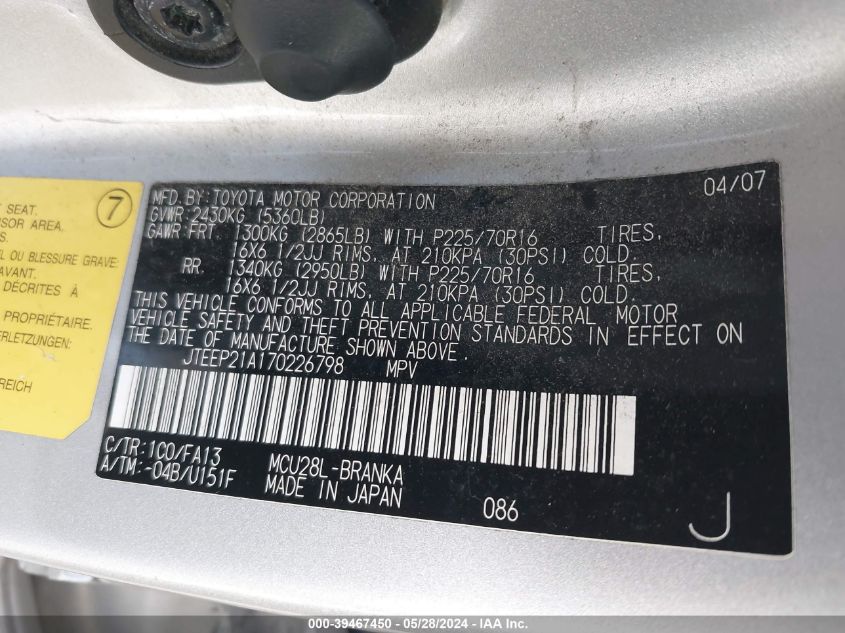 7
SEAT.
SOR AREA.
S.
EL OU BLESSURE GRAVE
AVANT.
DÉCRITES À
PROPRIÉTAIRE.
ERLETZUNGEN:
REICH
MFD. BY: TOYOTA MOTOR CORPORATION 04/07
GVWR: 2430KG (5360LB)
GAWR: FRT 1300KG (2865LB) WITH P225/70R16 TIRES,
16X6 1/2JJ RIMS, AT 210KPA (30PSI) COLD.
RR. 1340KG (2950LB) WITH P225/70R16 TIRES,
16X6 1/2JJ RIMS, AT 210KPA (30PSI) COLD.
THIS VEHICLE CONFORMS TO ALL APPLICABLE FEDERAL MOTOR
VEHICLE SAFETY AND THEFT PREVENTION STANDARDS IN EFFECT ON
THE DATE OF MANUFACTURE SHOWN ABOVE.
JTEEP21A170226798 MPV
C/TR: 1C0/FA13 MCU28L-BRANKA
A/TM: -04B/U151F MADE IN JAPAN 086 J
000-39467450 - 05/28/2024 - IAA Inc.